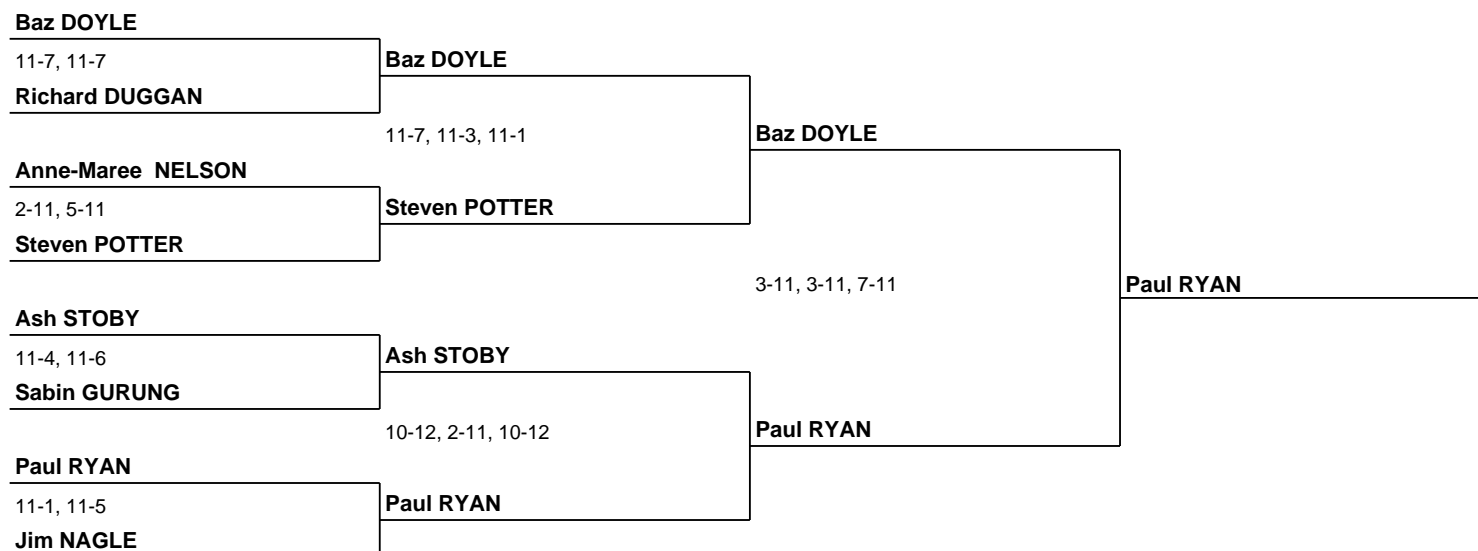 Baz DOYLE
11-7, 11-7
Richard DUGGAN
Baz DOYLE
11-7, 11-3, 11-1
Baz DOYLE
Anne-Maree  NELSON
2-11, 5-11
Steven POTTER
Steven POTTER
3-11, 3-11, 7-11
Paul RYAN
Ash STOBY
11-4, 11-6
Sabin GURUNG
Ash STOBY
10-12, 2-11, 10-12
Paul RYAN
Paul RYAN
11-1, 11-5
Jim NAGLE
Paul RYAN